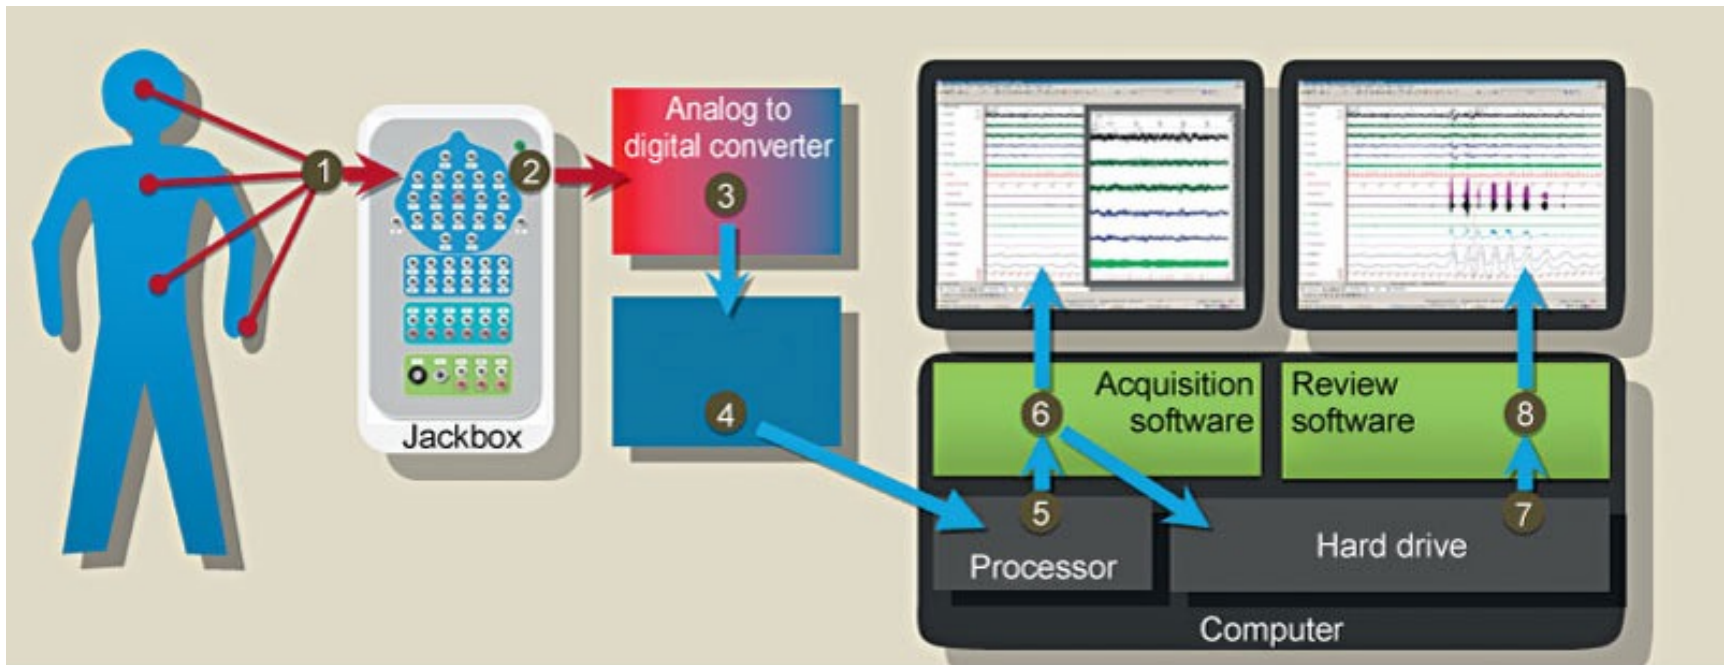 1
Jackbox
2
Analog to
digital converter
3
4
Acquisition
software
6
Review
software
8
5
Processor
7
Hard drive
Computer